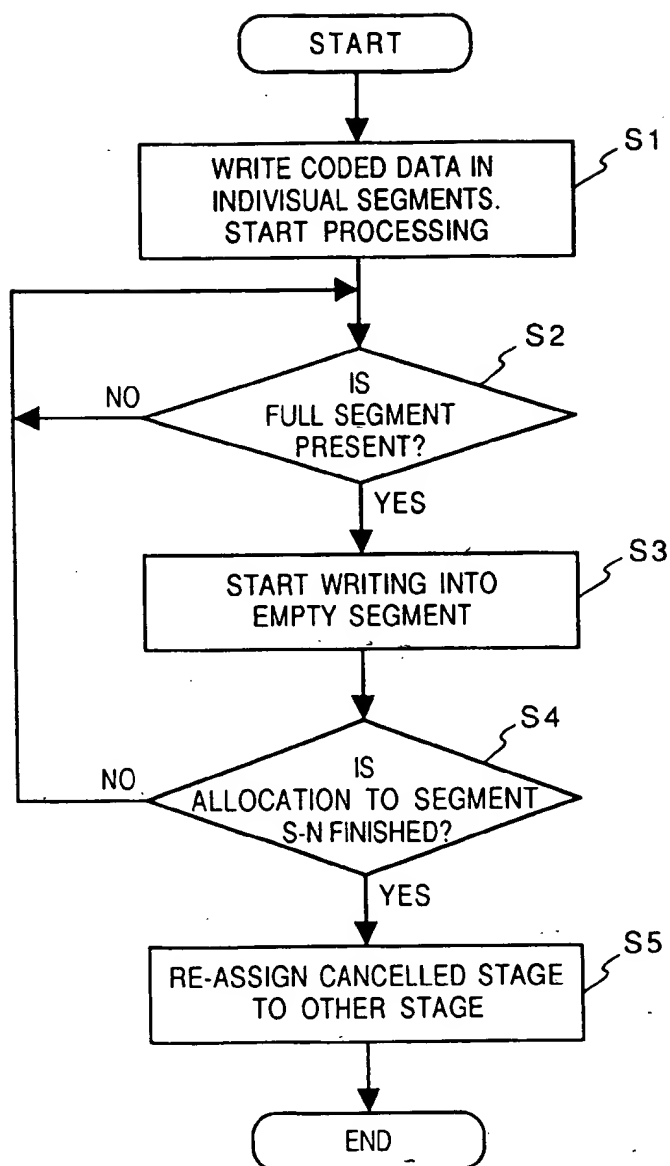 START
S1
WRITE CODED DATA IN
INDIVISUAL SEGMENTS.
START PROCESSING
S2
NO
IS
FULL SEGMENT
PRESENT?
YES
S3
START WRITING INTO
EMPTY SEGMENT
S4
NO
IS
ALLOCATION TO SEGMENT
S-N FINISHED?
YES
S5
RE-ASSIGN CANCELLED STAGE
TO OTHER STAGE
END